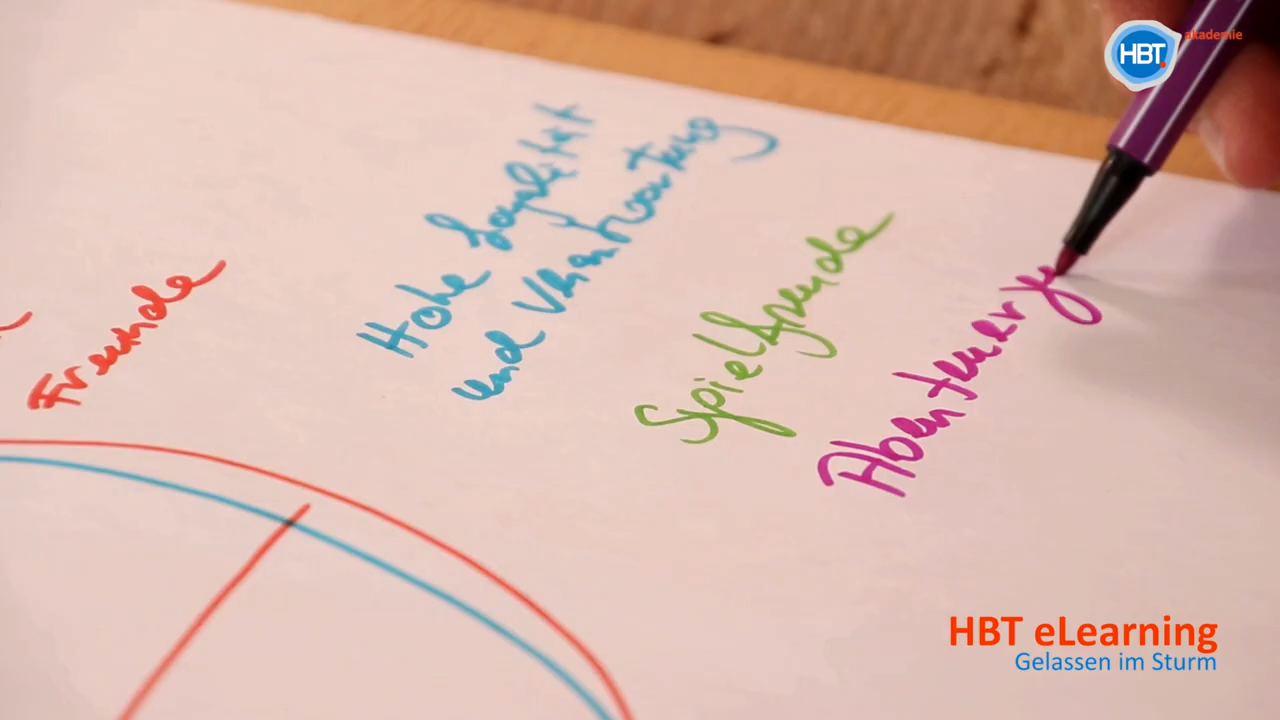 HBT
akademie
Freunde
Hohe Loyalität
und Verantwortung
Spielfreude
Abenteuer
HBT eLearning
Gelassen im Sturm